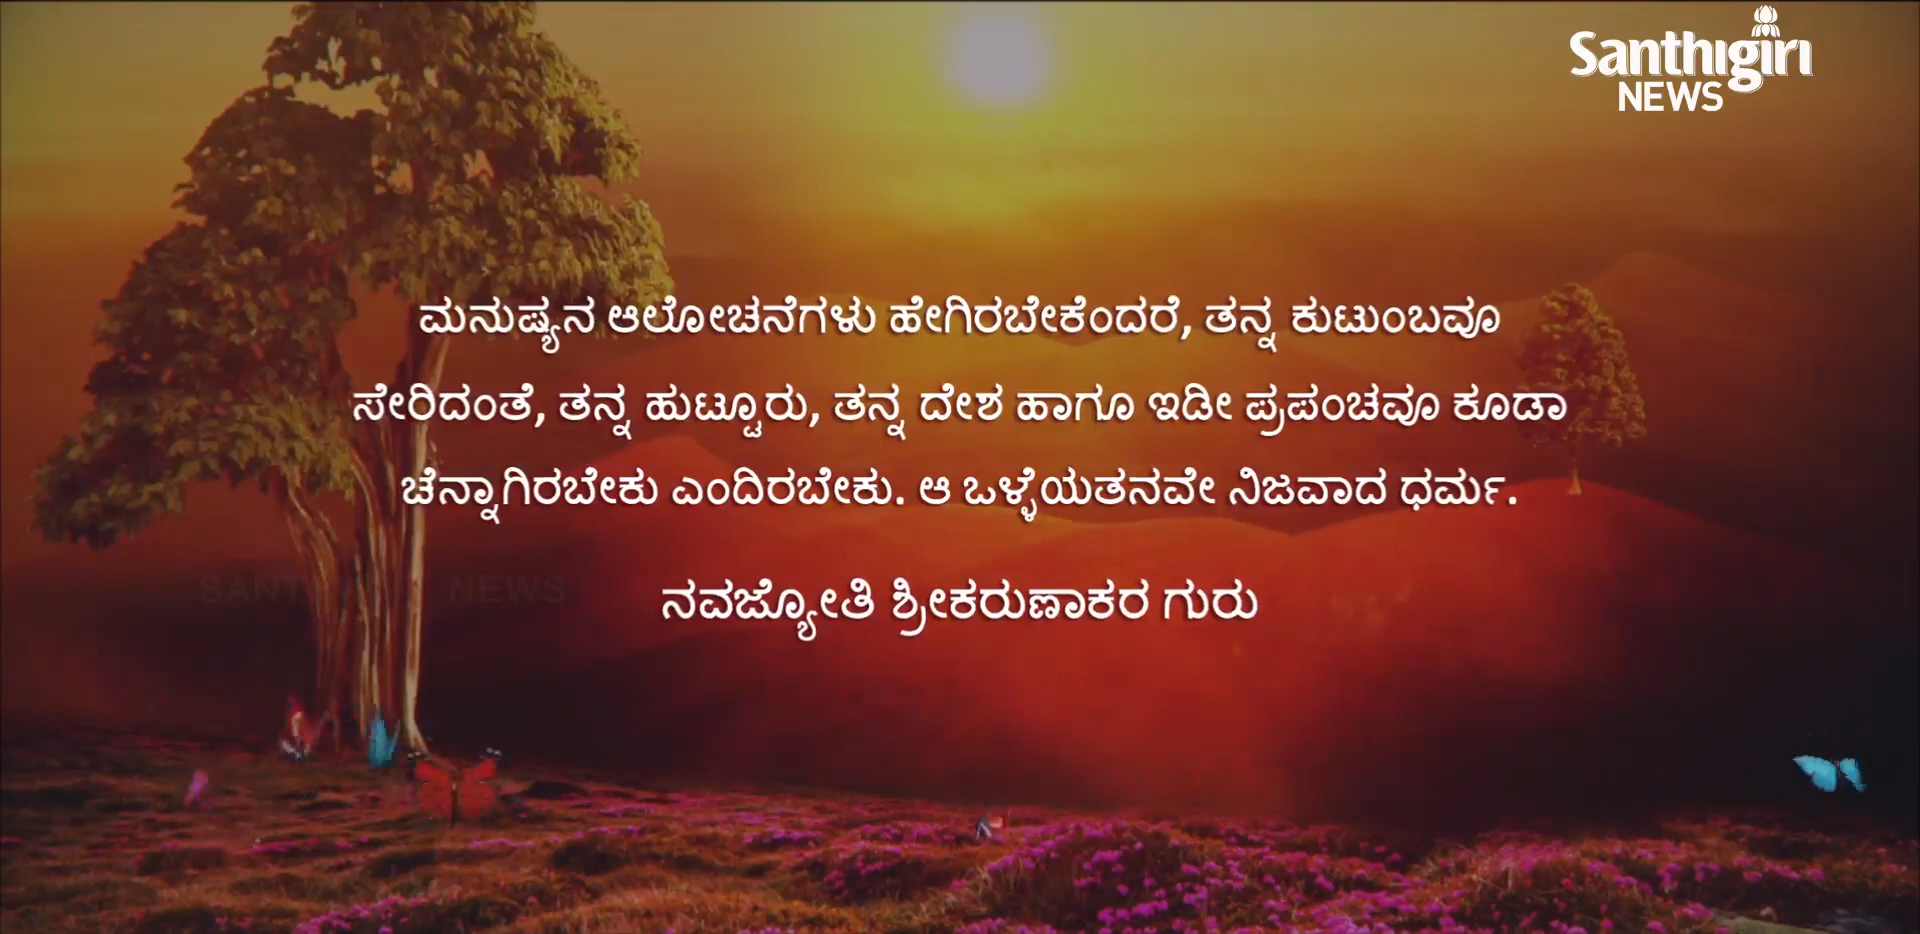 Santhigiri
NEWS
ಮನುಷ್ಯನ ಆಲೋಚನೆಗಳು ಹೇಗಿರಬೇಕೆಂದರೆ, ತನ್ನ ಕುಟುಂಬವೂ
ಸೇರಿದಂತೆ, ತನ್ನ ಹುಟ್ಟೂರು, ತನ್ನ ದೇಶ ಹಾಗೂ ಇಡೀ ಪ್ರಪಂಚವೂ ಕೂಡಾ
ಚೆನ್ನಾಗಿರಬೇಕು ಎಂದಿರಬೇಕು. ಆ ಒಳ್ಳೆಯತನವೇ ನಿಜವಾದ ಧರ್ಮ.
NEWS
ನವಜ್ಯೋತಿ ಶ್ರೀಕರುಣಾಕರ ಗುರು